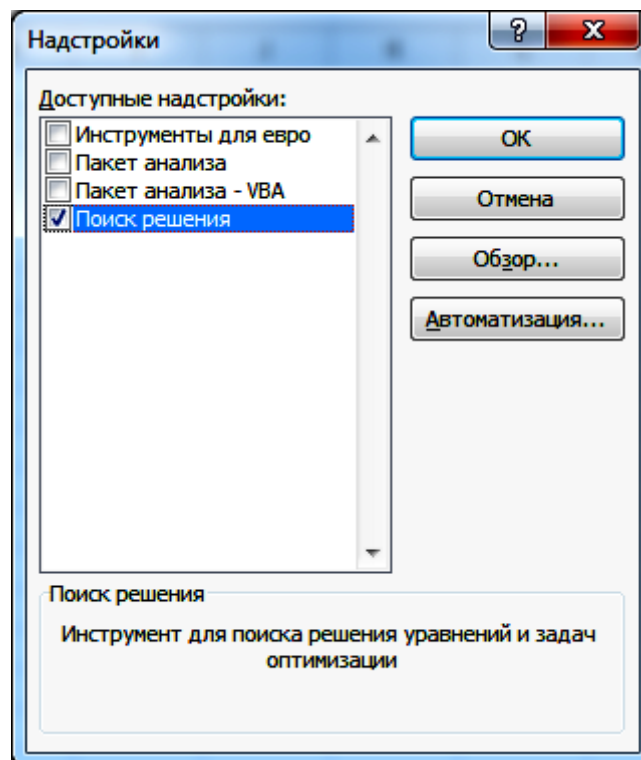 Надстройки
Доступные надстройки:
Инструменты для евро
Пакет анализа
Пакет анализа - VBA
Поиск решения
ОК
Отмена
Обзор...
Автоматизация...
Поиск решения
Инструмент для поиска решения уравнений и задач
оптимизации